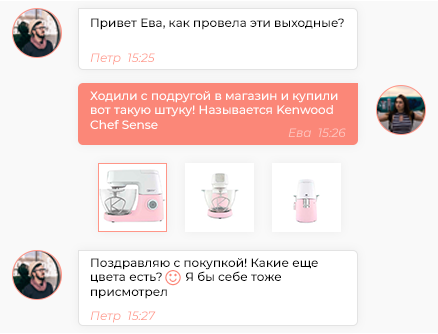 Привет Ева, как провела эти выходные?
Петр 15:25
Ходили с подругой в магазин и купили
вот такую штуку! Называется Kenwood
Chef Sense
Ева 15:26
Поздравляю с покупкой! Какие еще
цвета есть? Я бы себе тоже
присмотрел
Петр 15:27